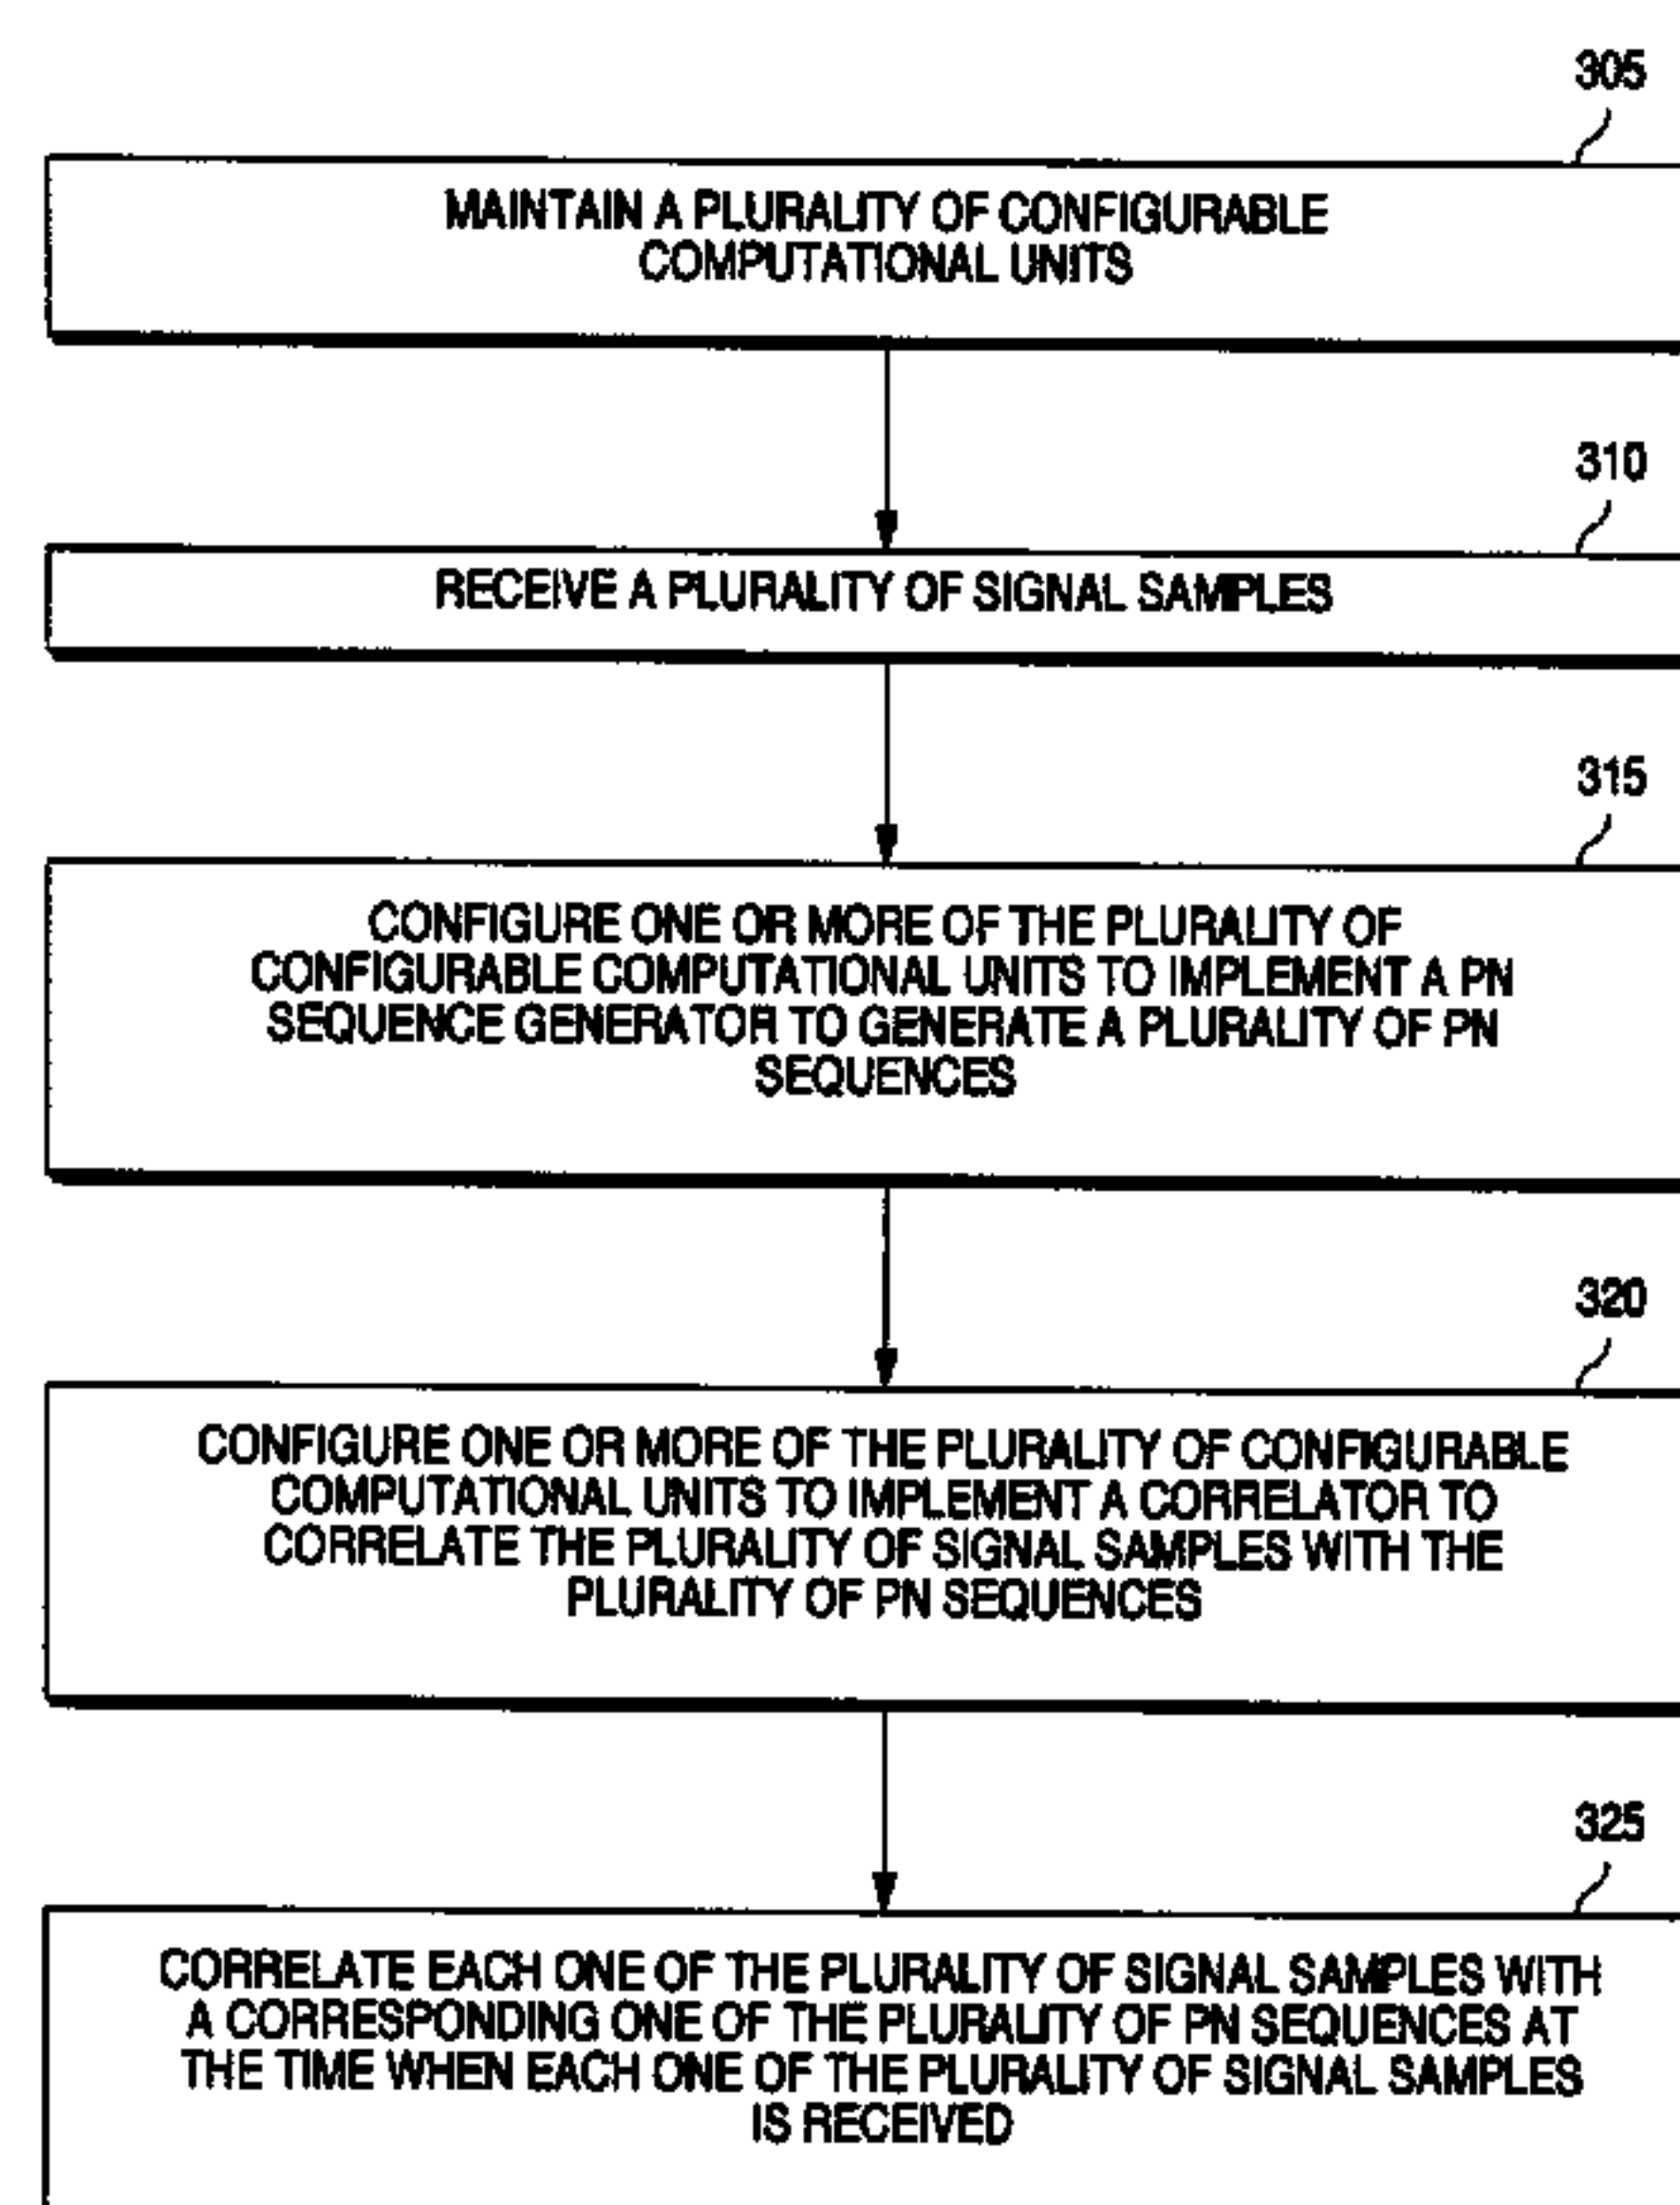 305
MAINTAIN A PLURALITY OF CONFIGURABLE
COMPUTATIONAL UNITS
310
RECEIVE A PLURALITY OF SIGNAL SAMPLES
315
CONFIGURE ONE OR MORE OF THE PLURALITY OF
CONFIGURABLE COMPUTATIONAL UNITS TO IMPLEMENT A PN
SEQUENCE GENERATOR TO GENERATE A PLURALITY OF PN
SEQUENCES
320
CONFIGURE ONE OR MORE OF THE PLURALITY OF CONFIGURABLE
COMPUTATIONAL UNITS TO IMPLEMENT A CORRELATOR TO
CORRELATE THE PLURALITY OF SIGNAL SAMPLES WITH THE
PLURALITY OF PN SEQUENCES
325
CORRELATE EACH ONE OF THE PLURALITY OF SIGNAL SAMPLES WITH
A CORRESPONDING ONE OF THE PLURALITY OF PN SEQUENCES AT
THE TIME WHEN EACH ONE OF THE PLURALITY OF SIGNAL SAMPLES
IS RECEIVED